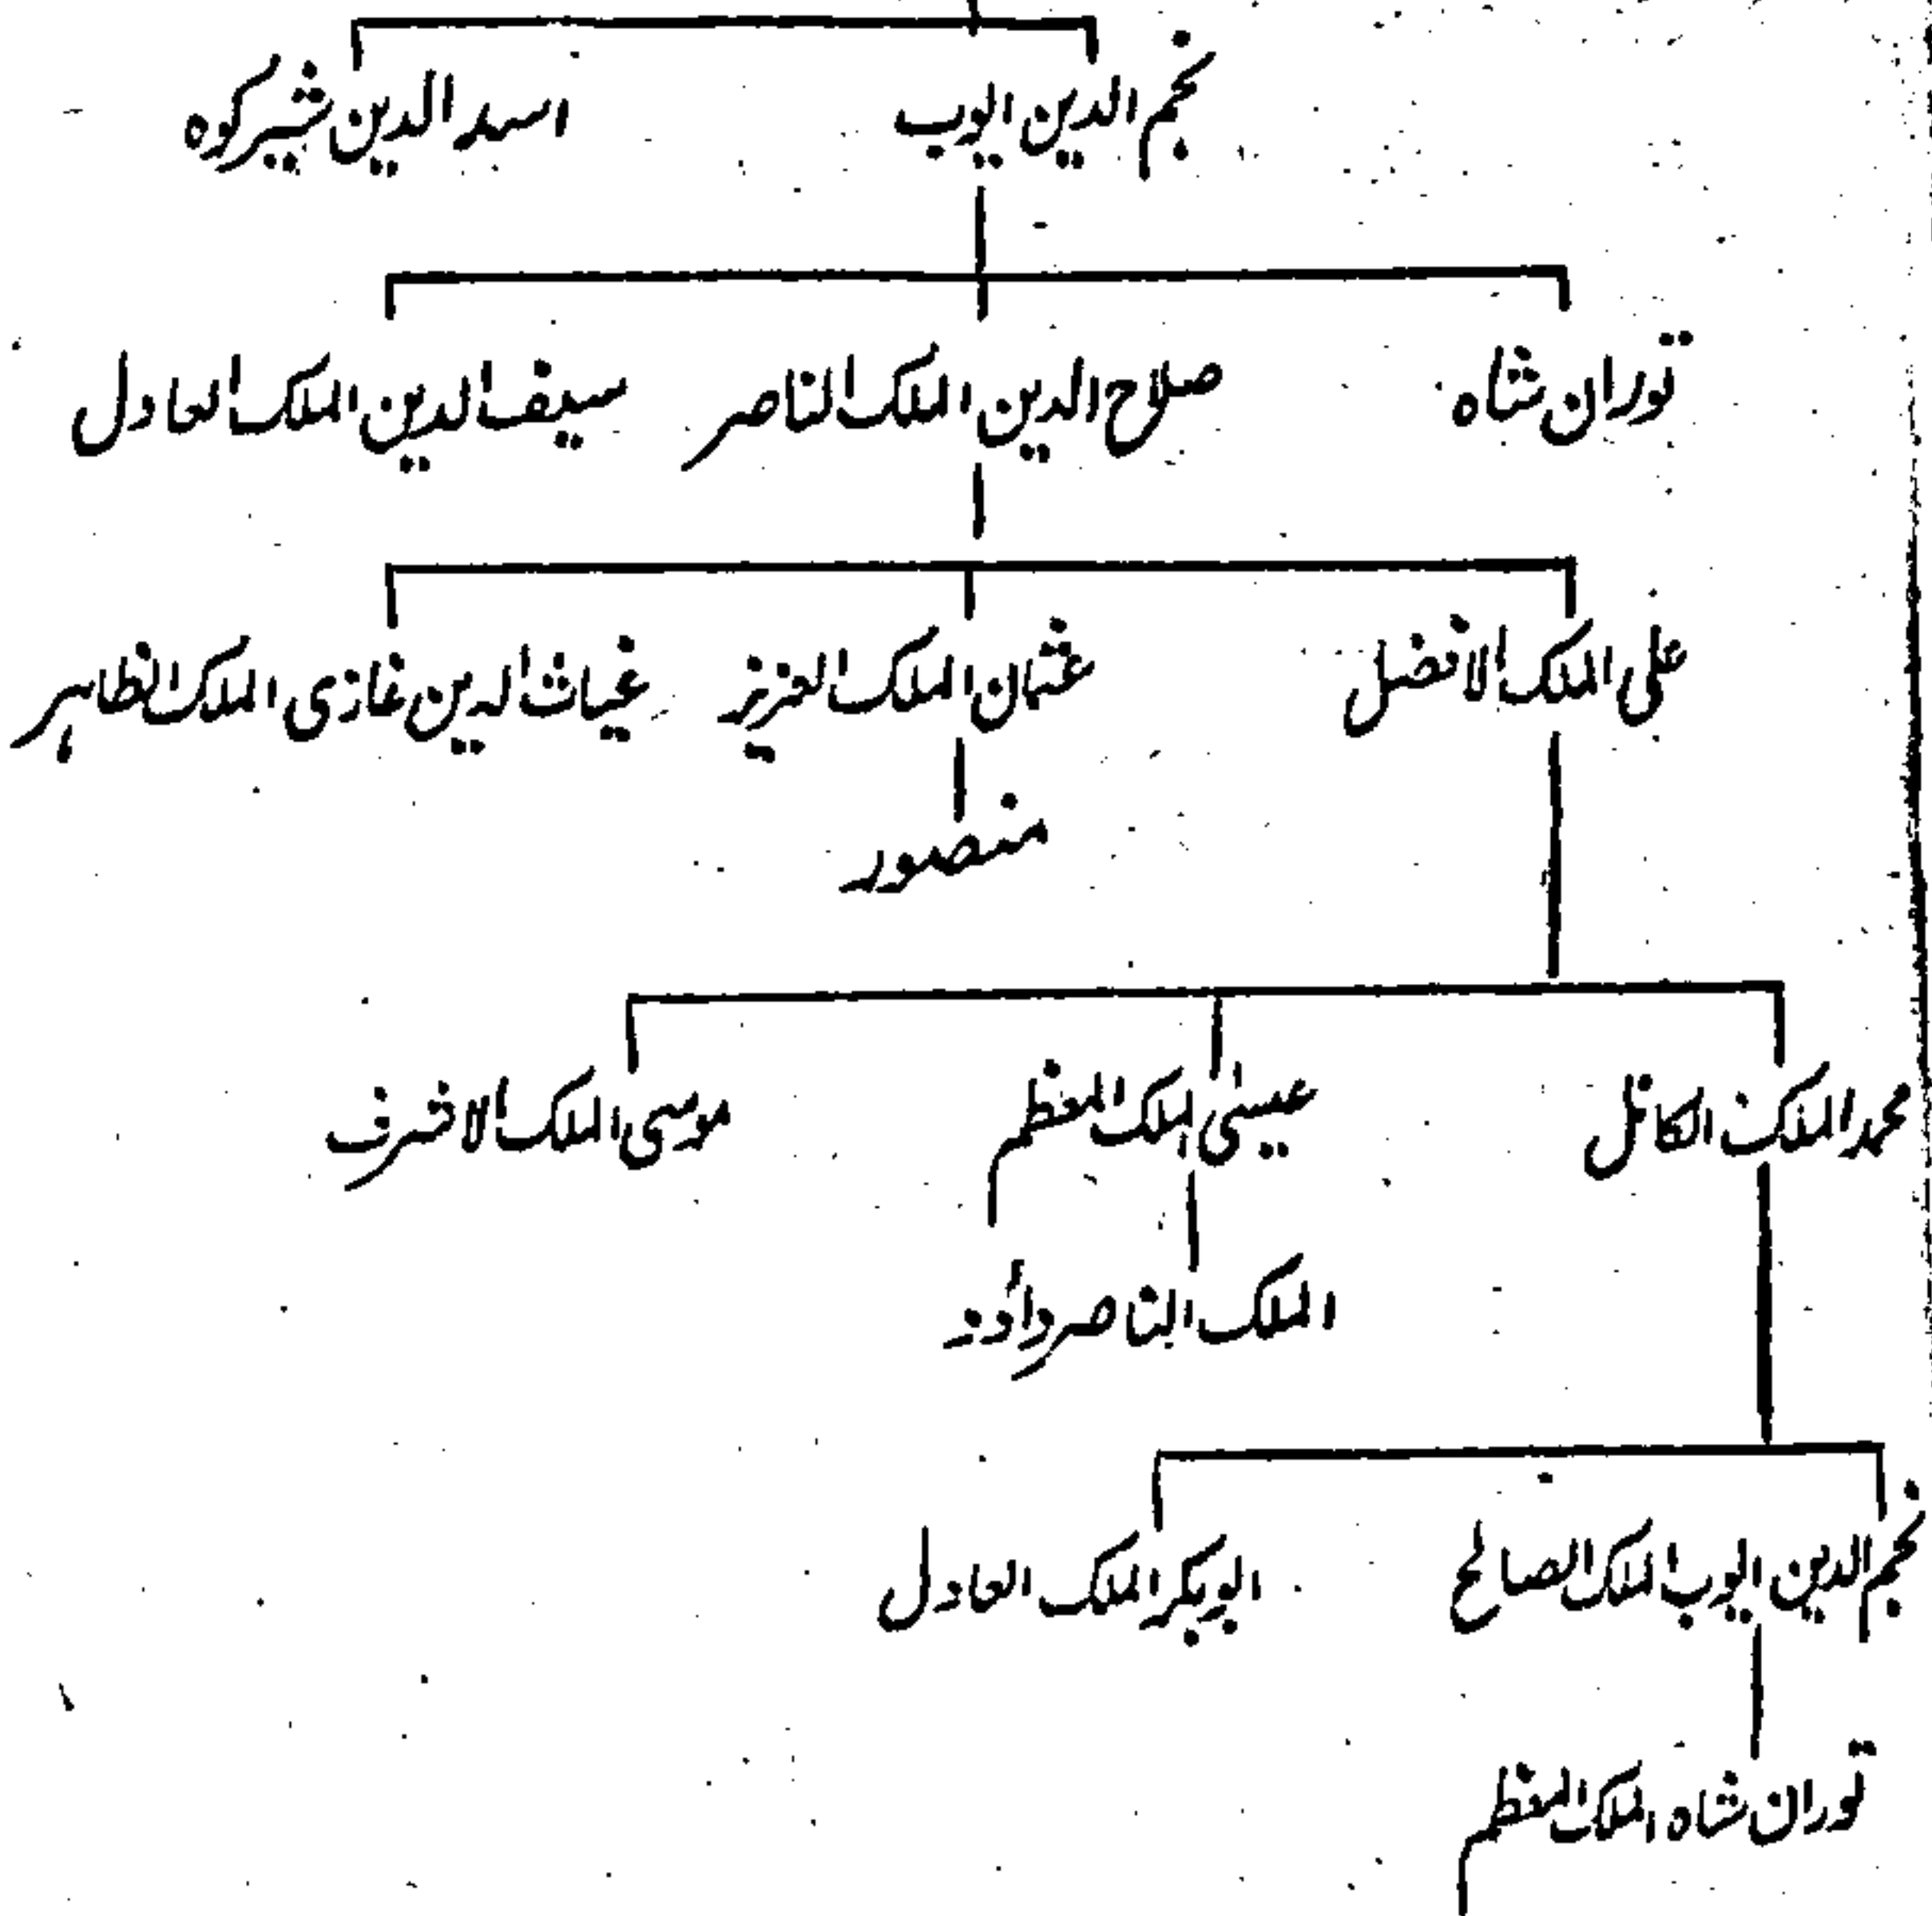 نجم الدین ایوب اسد الدین شیرکوہ
توران شاہ صلاح الدین الملک الناصر سیف الدین الملک العادل
علی الملک الافضل عثمان الملک العزیز غیاث الدین غازی الملک الظاہر
منصور
محمد الملک الکامل عیسیٰ الملک المعظم موسی الملک الاشرف
الملک الناصر داؤد
نجم الدین ایوب الملک الصالح ابوبکر الملک العادل
توران شاہ الملک المعظم